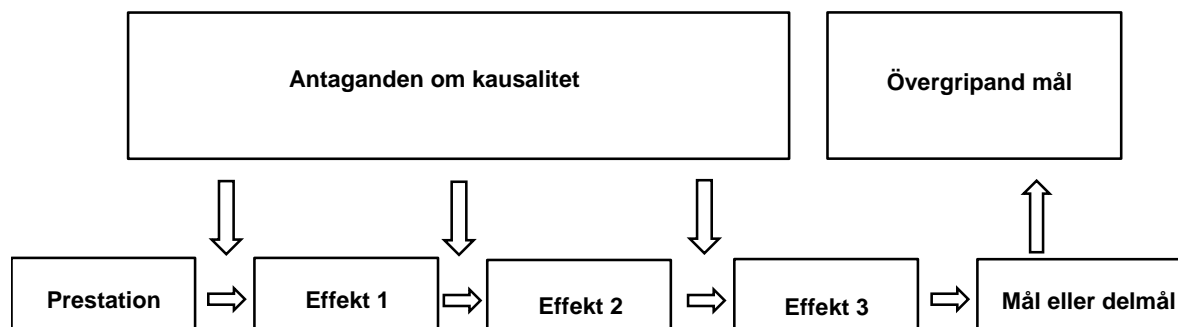 Antaganden om kausalitet
Övergripand mål
Prestation
Effekt 1
Effekt 2
Effekt 3
Mål eller delmål